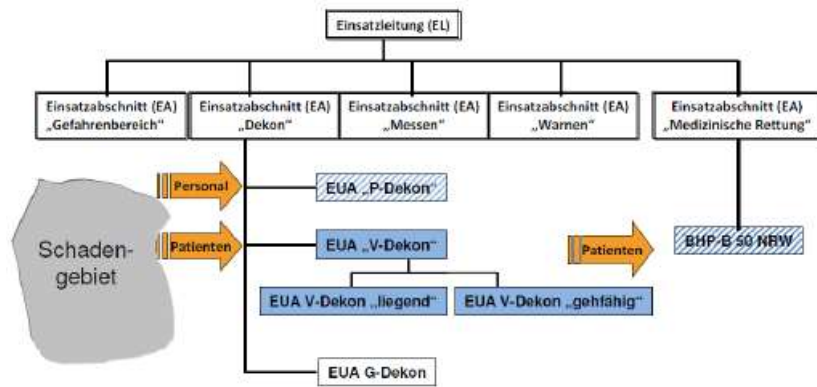 Einsatzleitung (EL)
Einsatzabschnitt (EA)
„Gefahrenbereich“
Einsatzabschnitt (EA)
„Dekon“
Einsatzabschnitt (EA)
„Messen“
Einsatzabschnitt (EA)
„Warnen“
Einsatzabschnitt (EA)
„Medizinische Rettung“
Personal
EUA „P-Dekon“
Schaden-
gebiet
Patienten
EUA „V-Dekon“
Patienten
BHP-B 50 NRW
EUA V-Dekon „liegend“
EUA V-Dekon „gehfähig“
EUA G-Dekon